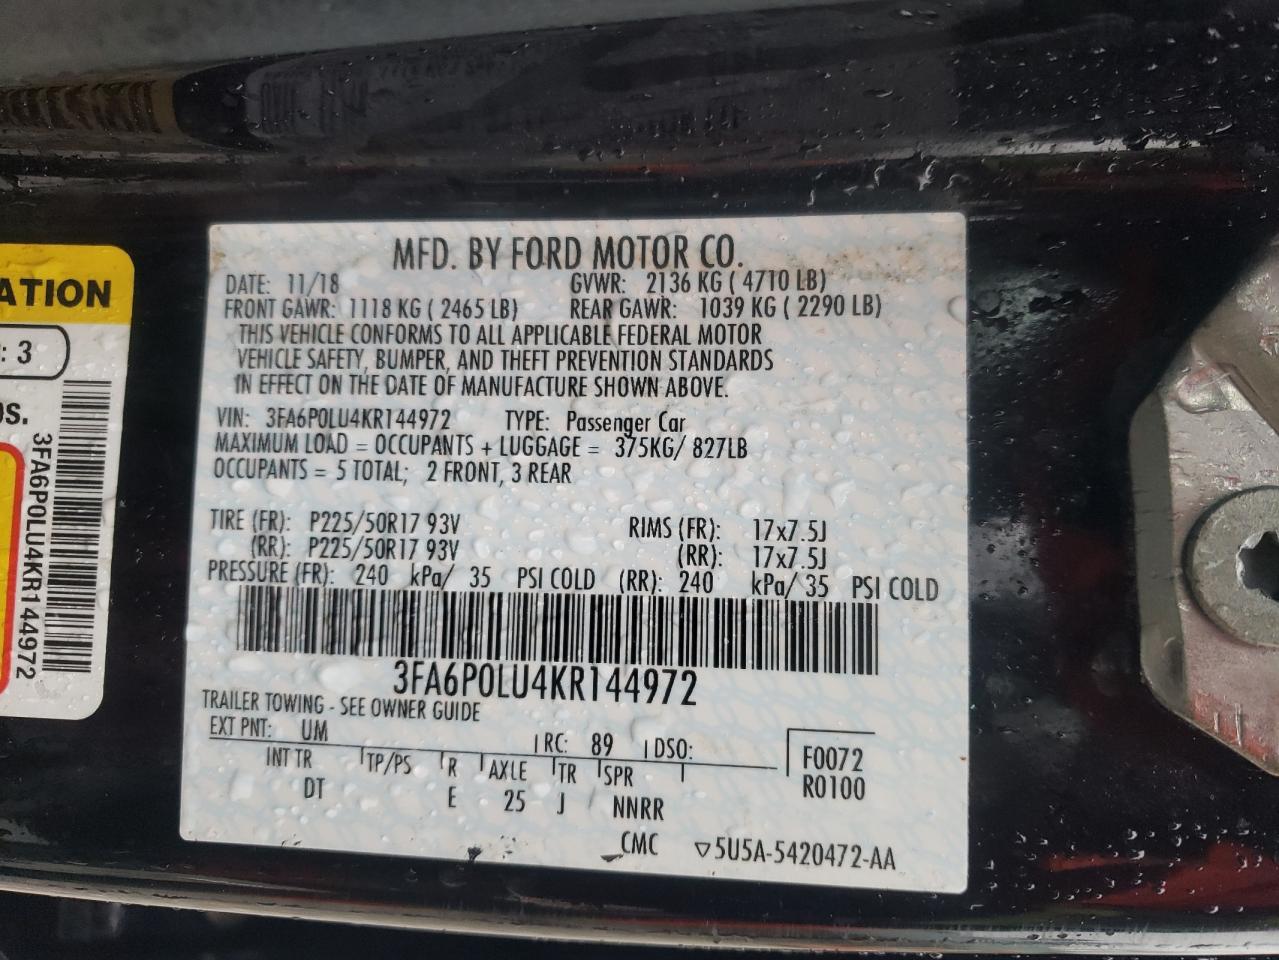 MFD. BY FORD MOTOR CO.
DATE: 11/18 GVWR: 2136 KG ( 4710 LB)
FRONT GAWR: 1118 KG ( 2465 LB) REAR GAWR: 1039 KG ( 2290 LB)
THIS VEHICLE CONFORMS TO ALL APPLICABLE FEDERAL MOTOR
VEHICLE SAFETY, BUMPER, AND THEFT PREVENTION STANDARDS
IN EFFECT ON THE DATE OF MANUFACTURE SHOWN ABOVE.
VIN: 3FA6P0LU4KR144972 TYPE: Passenger Car
MAXIMUM LOAD = OCCUPANTS + LUGGAGE = 375KG/ 827LB
OCCUPANTS = 5 TOTAL; 2 FRONT, 3 REAR
TIRE (FR): P225/50R17 93V RIMS (FR): 17x7.5J
(RR): P225/50R17 93V (RR): 17x7.5J
PRESSURE (FR): 240 kPa/ 35 PSI COLD (RR): 240 kPa/ 35 PSI COLD
3FA6P0LU4KR144972
TRAILER TOWING - SEE OWNER GUIDE
EXT PNT: UM RC: 89 DSO:
INT TR TP/PS R AXLE TR SPR
DT E 25 J NNRR
F0072
R0100
CMC ▽5U5A-5420472-AA
ATION
: 3
os.
3FA6P0LU4KR144972